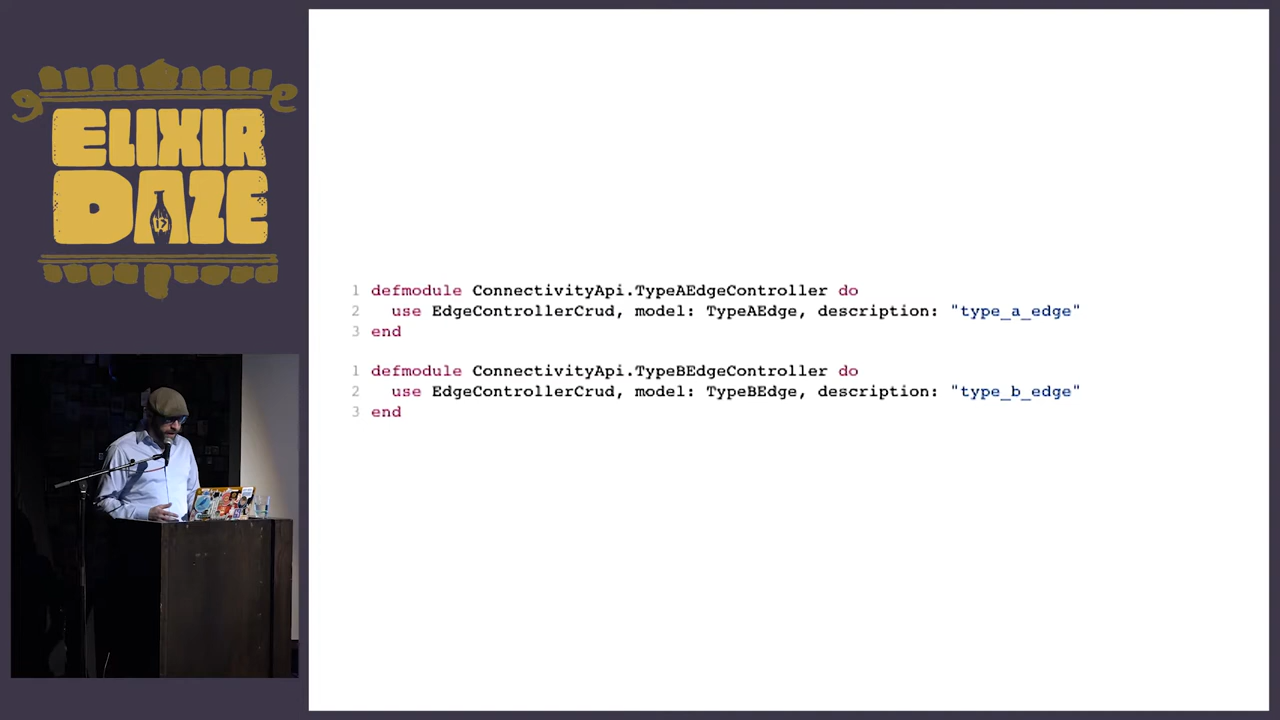 ELIXIR
DAZE
1 defmodule ConnectivityApi.TypeAEdgeController do
2   use EdgeControllerCrud, model: TypeAEdge, description: "type_a_edge"
3 end
1 defmodule ConnectivityApi.TypeBEdgeController do
2   use EdgeControllerCrud, model: TypeBEdge, description: "type_b_edge"
3 end